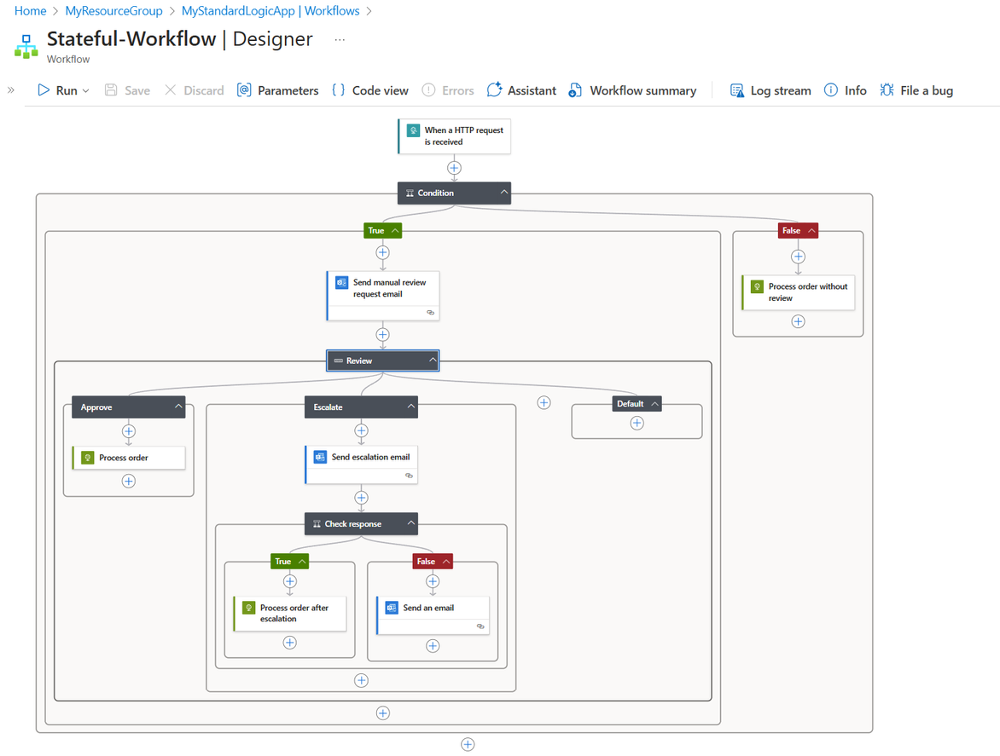 Home > MyResourceGroup > MyStandardLogicApp | Workflows >
Stateful-Workflow | Designer ...
Workflow
Run Save Discard Parameters Code view Errors Assistant Workflow summary Log stream Info File a bug
When a HTTP request
is received
Condition
True
False
Send manual review
request email
Process order without
review
Review
Approve
Escalate
Default
Process order
Send escalation email
Check response
True
False
Process order after
escalation
Send an email